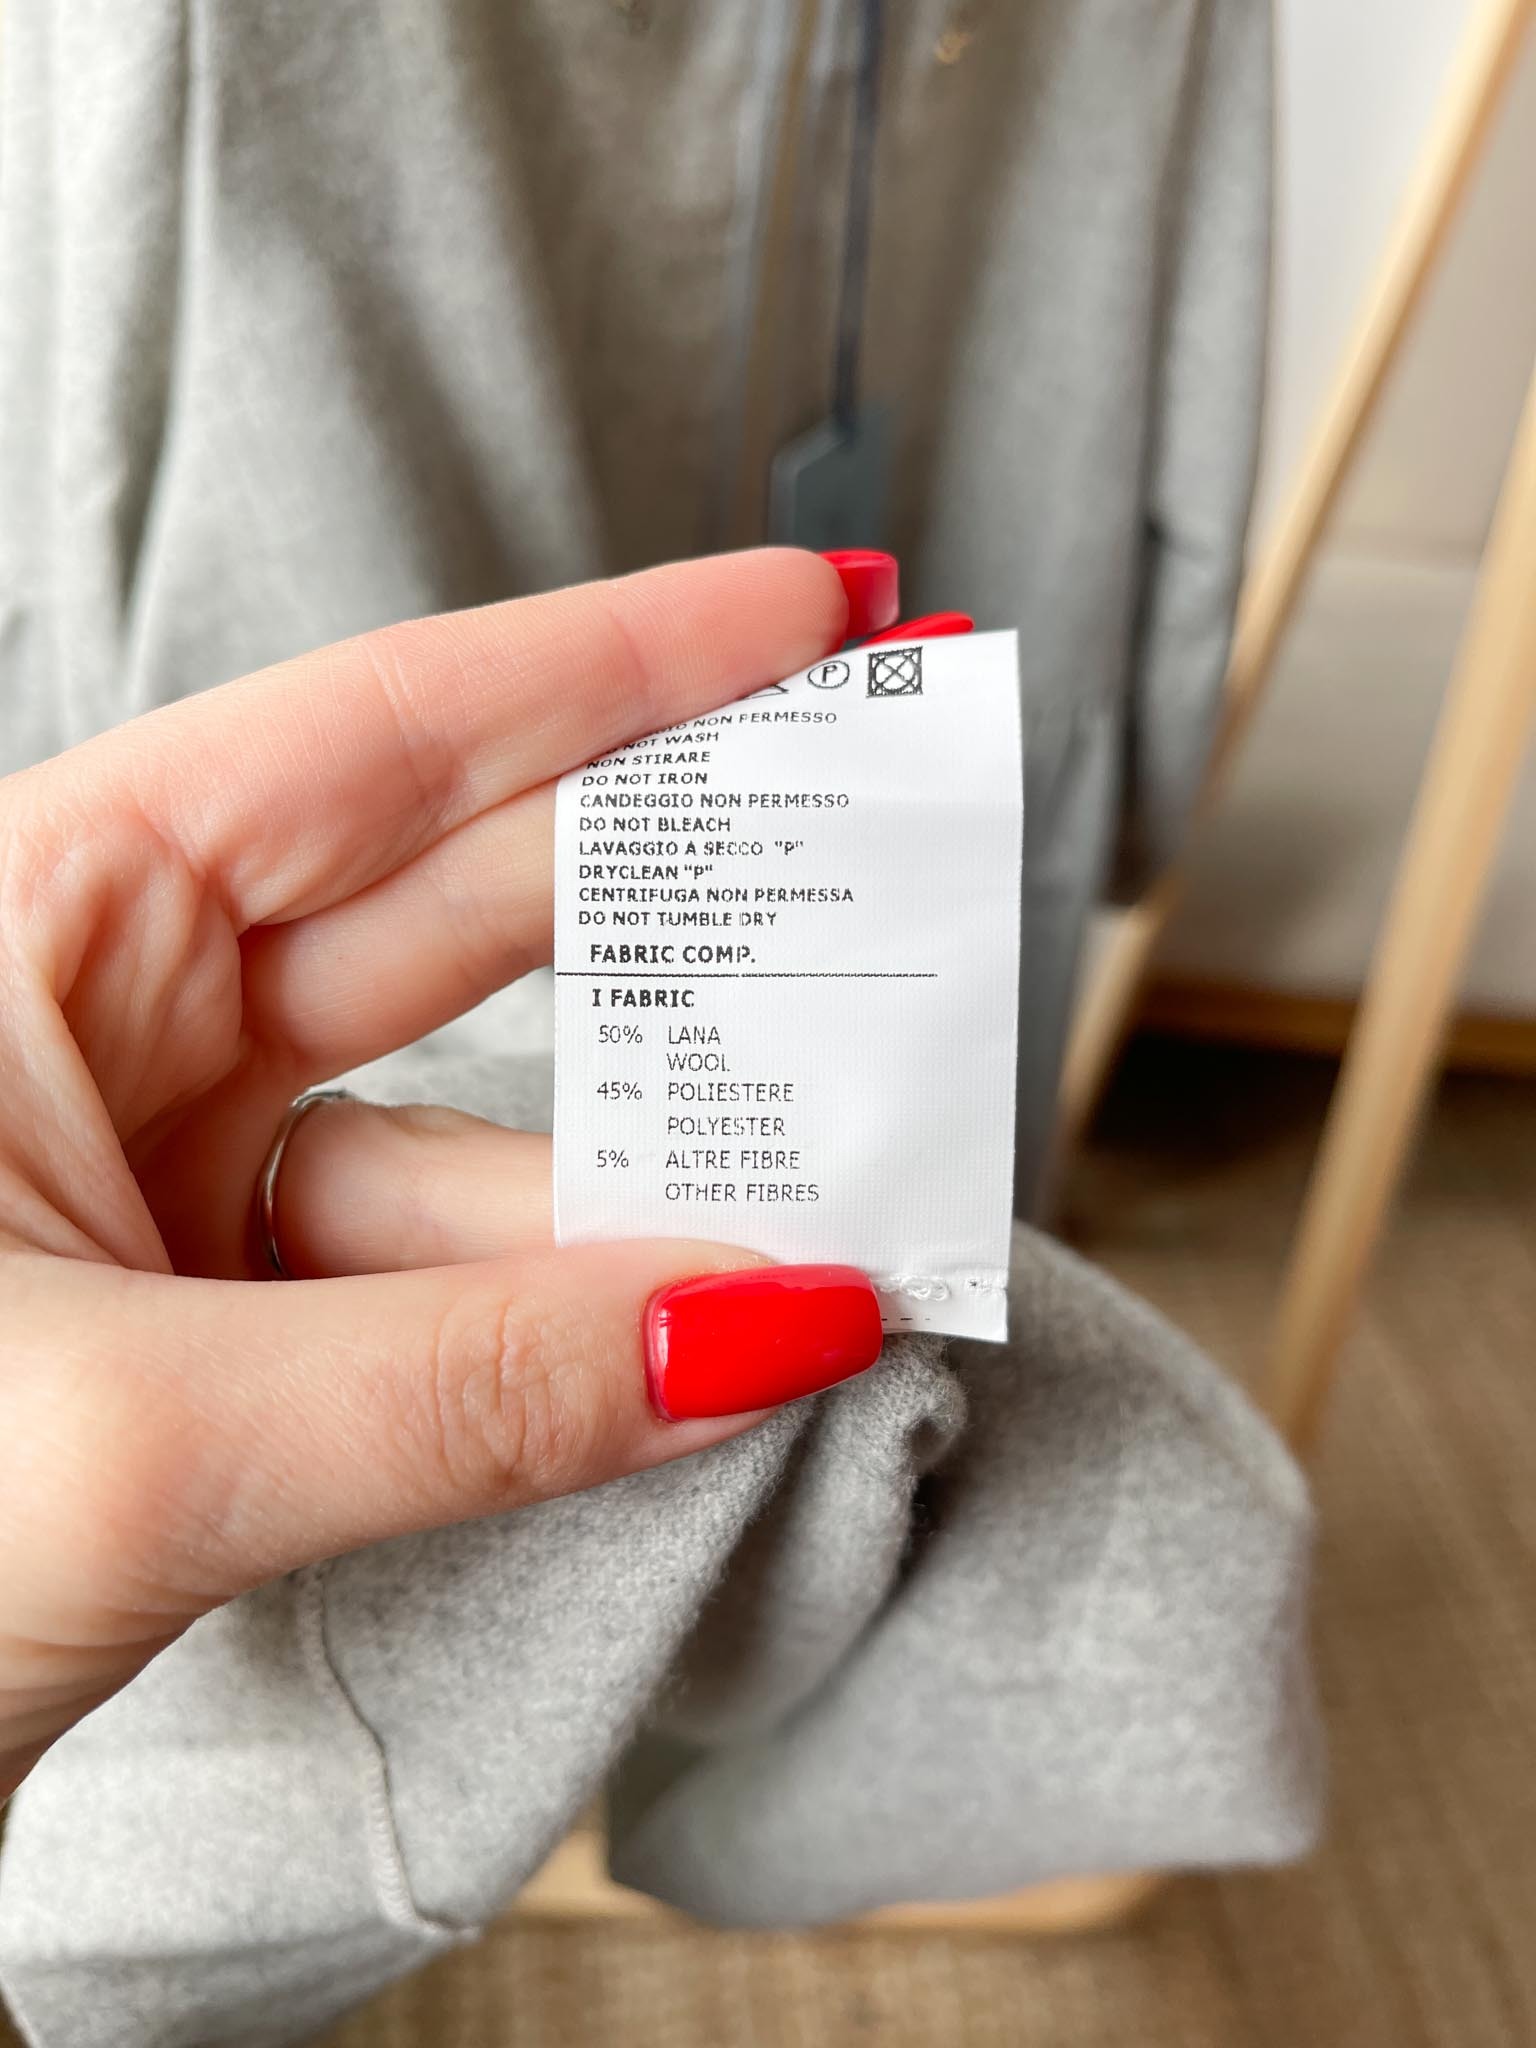 P
NON PERMESSO
NOT WASH
NON STIRARE
DO NOT IRON
CANDEGGIO NON PERMESSO
DO NOT BLEACH
LAVAGGIO A SECCO "P"
DRYCLEAN "P"
CENTRIFUGA NON PERMESSA
DO NOT TUMBLE DRY
FABRIC COMP.
I FABRIC
50% LANA
WOOL
45% POLIESTERE
POLYESTER
5% ALTRE FIBRE
OTHER FIBRES